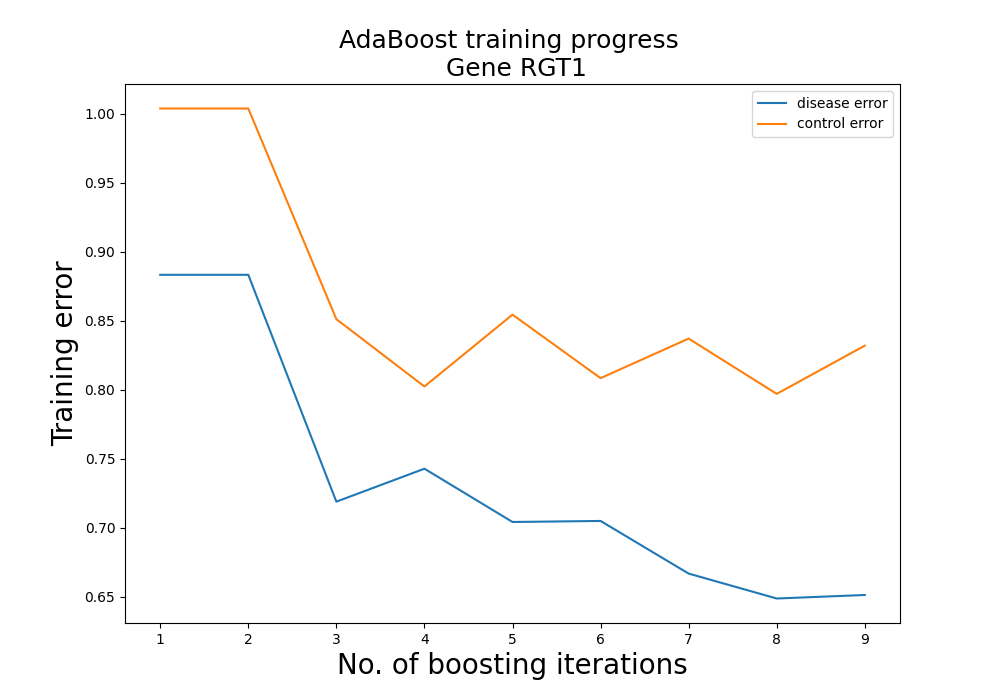 AdaBoost training progress
Gene RGT1
disease error
control error
Training error
1.00
0.95
0.90
0.85
0.80
0.75
0.70
0.65
1 2 3 4 5 6 7 8 9
No. of boosting iterations